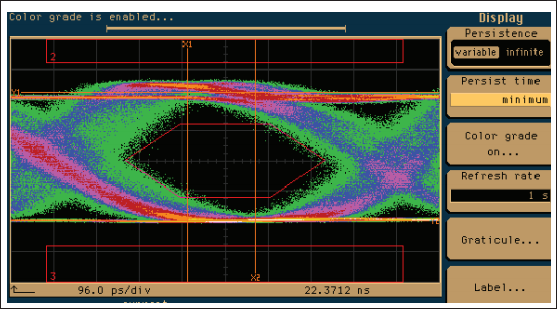 Color grade is enabled...
Display
Persistence
variable infinite
Persist time
minimum
Color grade
on...
Refresh rate
1 s
Graticule...
Label...
2
X1
Y1
3
X2
96.0 ps/div
22.3712 ns
current